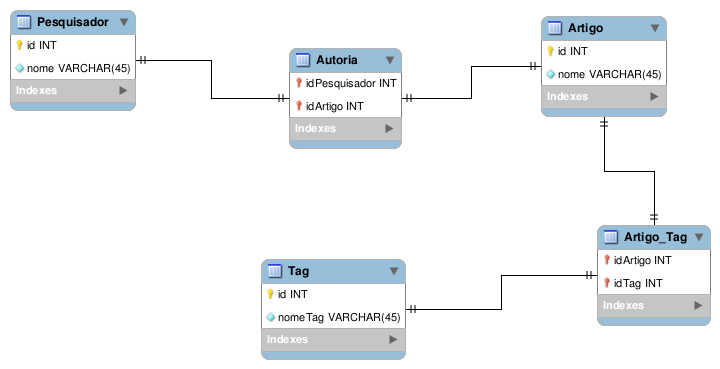 Pesquisador
id INT
nome VARCHAR(45)
Indexes
Autoria
idPesquisador INT
idArtigo INT
Indexes
Artigo
id INT
nome VARCHAR(45)
Indexes
Tag
id INT
nomeTag VARCHAR(45)
Indexes
Artigo_Tag
idArtigo INT
idTag INT
Indexes